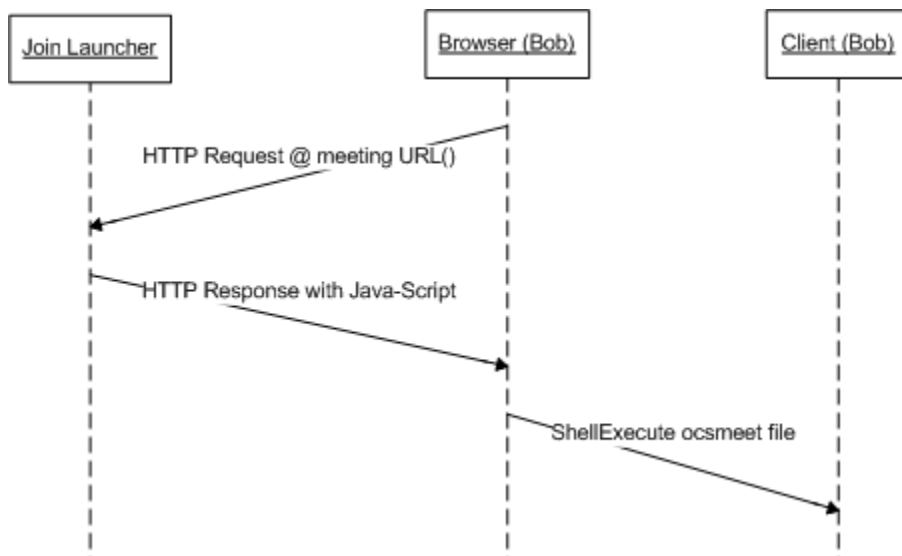 Join Launcher
Browser (Bob)
Client (Bob)
HTTP Request @ meeting URL()
HTTP Response with Java-Script
ShellExecute ocsmeet file